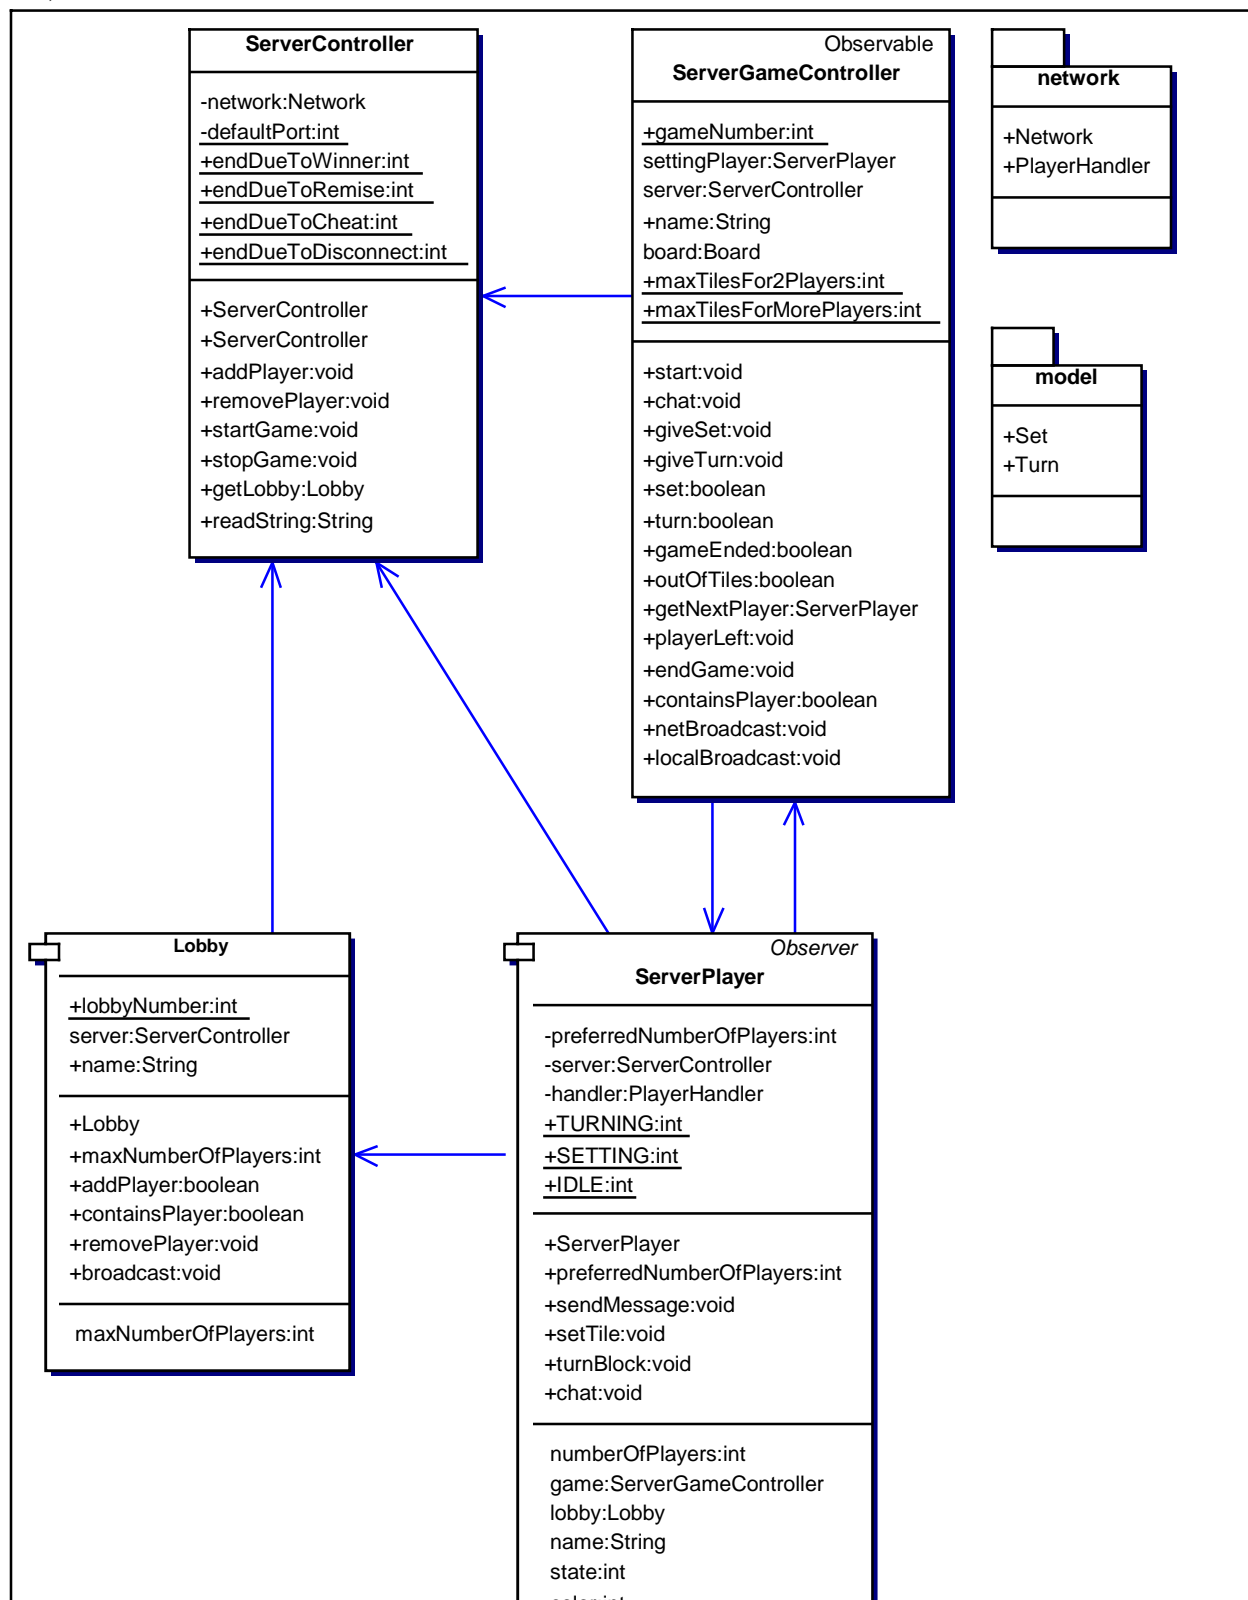 ServerController
-network:Network
-defaultPort:int
+endDueToWinner:int
+endDueToRemise:int
+endDueToCheat:int
+endDueToDisconnect:int
+ServerController
+ServerController
+addPlayer:void
+removePlayer:void
+startGame:void
+stopGame:void
+getLobby:Lobby
+readString:String
Observable
ServerGameController
+gameNumber:int
settingPlayer:ServerPlayer
server:ServerController
+name:String
board:Board
+maxTilesFor2Players:int
+maxTilesForMorePlayers:int
+start:void
+chat:void
+giveSet:void
+giveTurn:void
+set:boolean
+turn:boolean
+gameEnded:boolean
+outOfTiles:boolean
+getNextPlayer:ServerPlayer
+playerLeft:void
+endGame:void
+containsPlayer:boolean
+netBroadcast:void
+localBroadcast:void
network
+Network
+PlayerHandler
model
+Set
+Turn
Lobby
+lobbyNumber:int
server:ServerController
+name:String
+Lobby
+maxNumberOfPlayers:int
+addPlayer:boolean
+containsPlayer:boolean
+removePlayer:void
+broadcast:void
maxNumberOfPlayers:int
Observer
ServerPlayer
-preferredNumberOfPlayers:int
-server:ServerController
-handler:PlayerHandler
+TURNING:int
+SETTING:int
+IDLE:int
+ServerPlayer
+preferredNumberOfPlayers:int
+sendMessage:void
+setTile:void
+turnBlock:void
+chat:void
numberOfPlayers:int
game:ServerGameController
lobby:Lobby
name:String
state:int